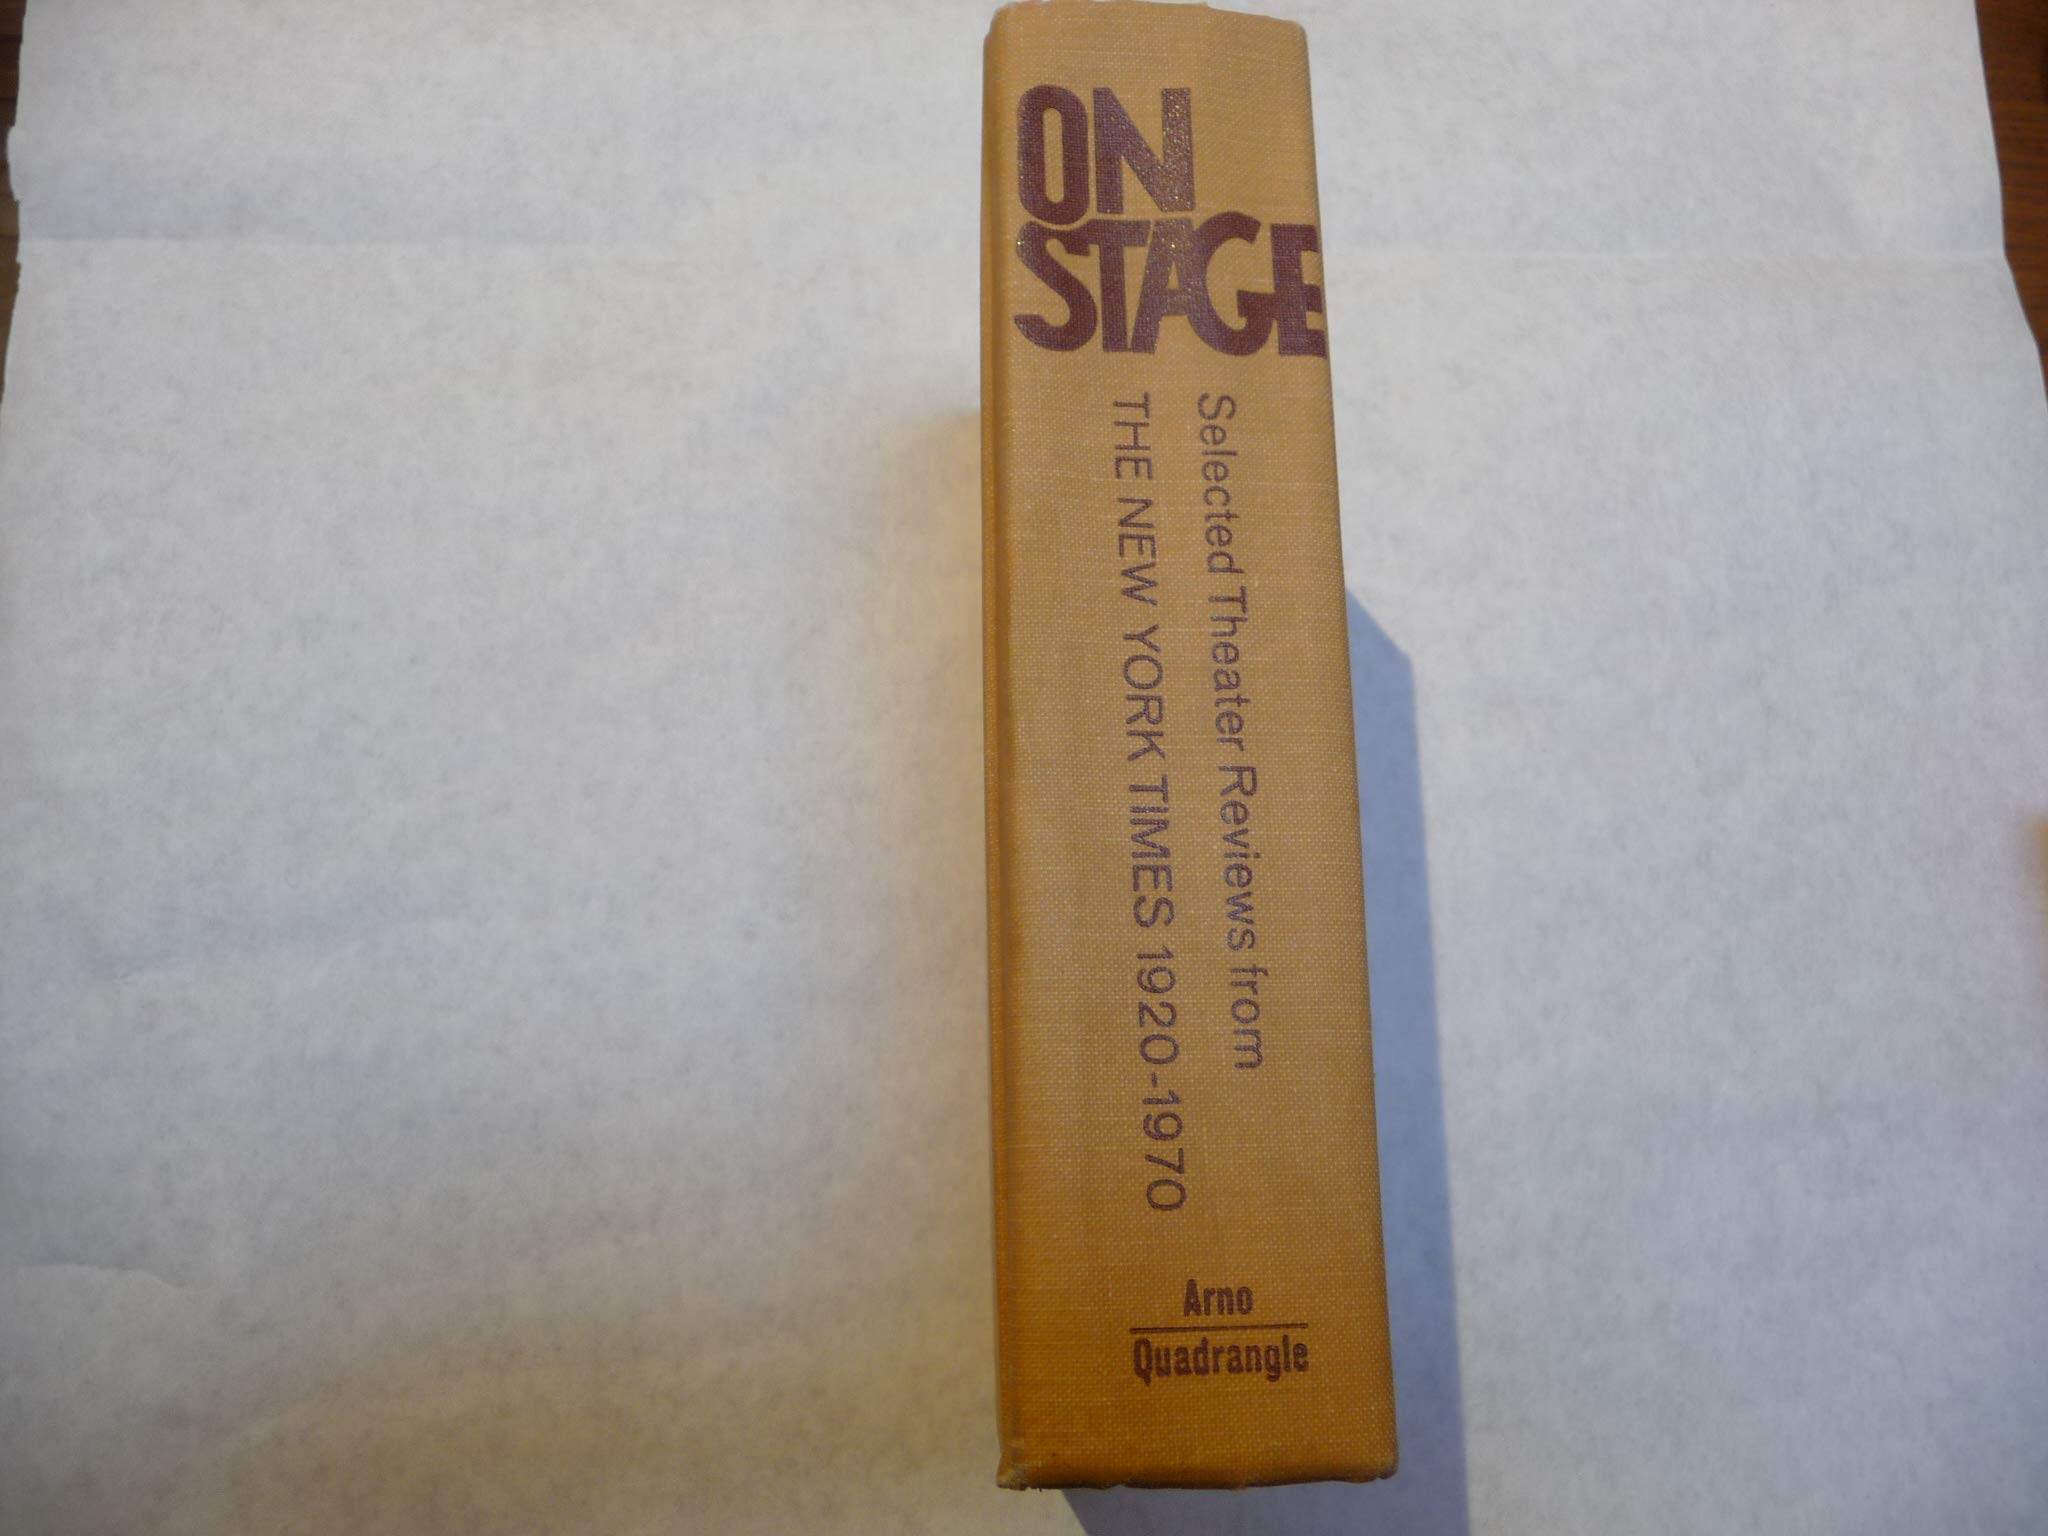 ON
STAGE
Selected Theater Reviews from
THE NEW YORK TIMES 1920-1970
Arno
Quadrangle